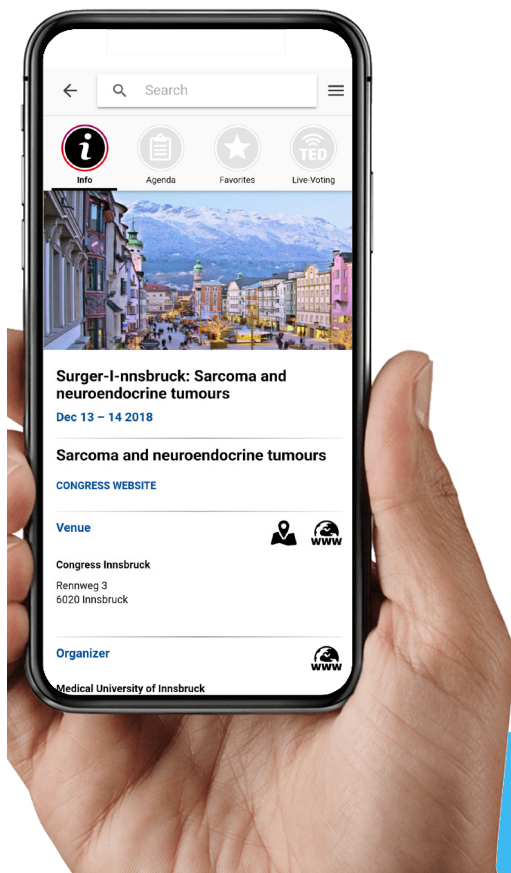 Search
TED
Info
Agenda
Favorites
Live-Voting
Surger-I-nnsbruck: Sarcoma and
neuroendocrine tumours
Dec 13 – 14 2018
Sarcoma and neuroendocrine tumours
CONGRESS WEBSITE
Venue
WWW
Congress Innsbruck
Rennweg 3
6020 Innsbruck
Organizer
WWW
Medical University of Innsbruck